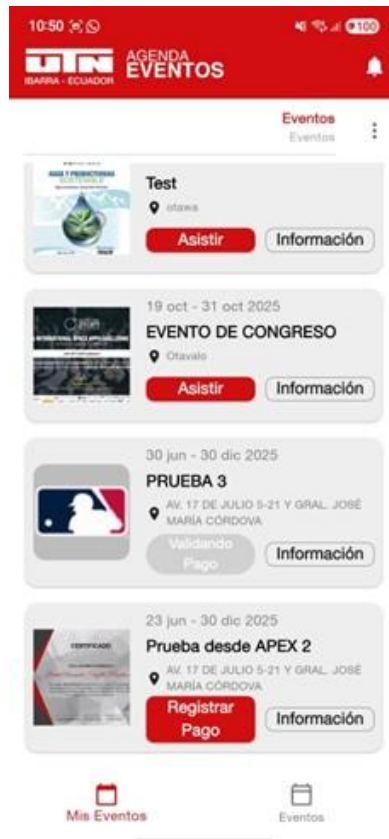 10:50
100
UTN
IBARRA - ECUADOR
AGENDA
EVENTOS
Eventos
Eventos
AGUA Y PRODUCTORAS
SOSTENIBLE
Test
otawa
Asistir
Información
19 oct - 31 oct 2025
EVENTO DE CONGRESO
Otavalo
Asistir
Información
30 jun - 30 dic 2025
PRUEBA 3
AV. 17 DE JULIO 5-21 Y GRAL. JOSÉ
MARÍA CÓRDOVA
Validando
Pago
Información
23 jun - 30 dic 2025
CERTIFICADO
Prueba desde APEX 2
AV. 17 DE JULIO 5-21 Y GRAL. JOSÉ
MARÍA CÓRDOVA
Registrar
Pago
Información
Mis Eventos
Eventos